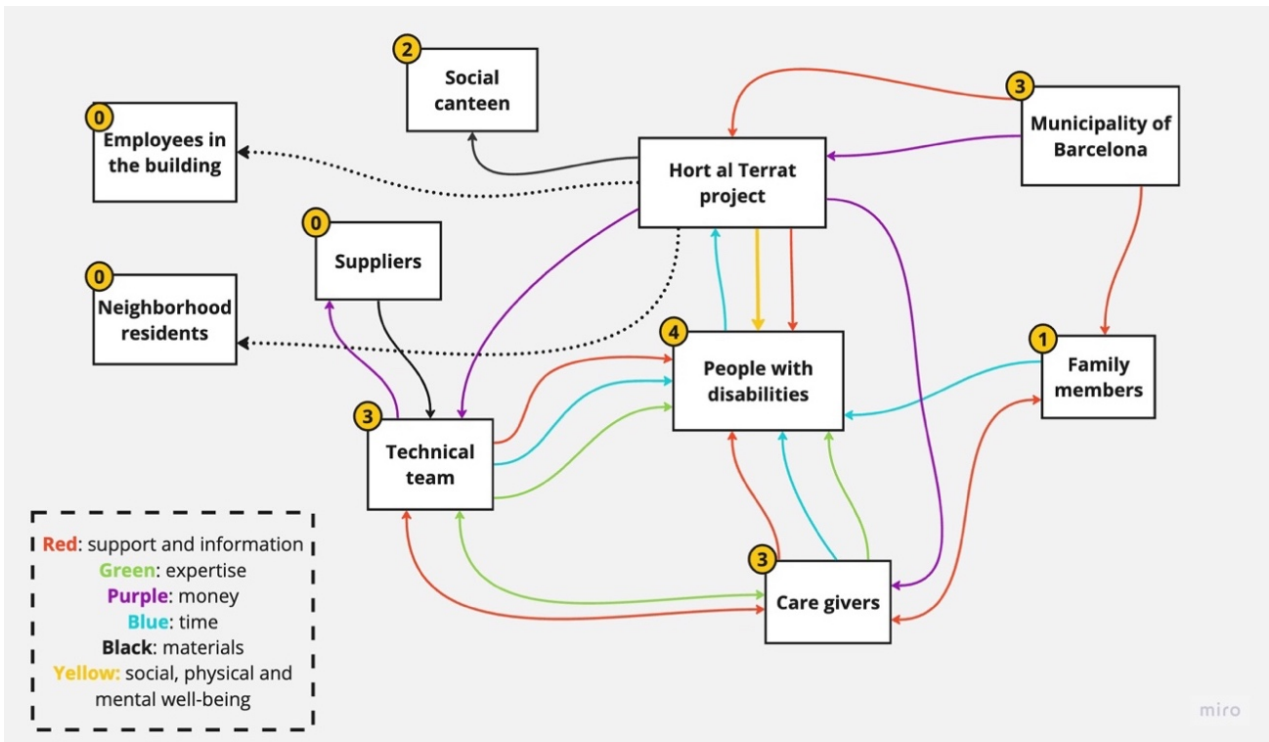 2
Social
canteen
3
Municipality of
Barcelona
0
Employees in
the building
Hort al Terrat
project
0
Suppliers
0
Neighborhood
residents
4
People with
disabilities
1
Family
members
3
Technical
team
3
Care givers
Red: support and information
Green: expertise
Purple: money
Blue: time
Black: materials
Yellow: social, physical and
mental well-being
miro